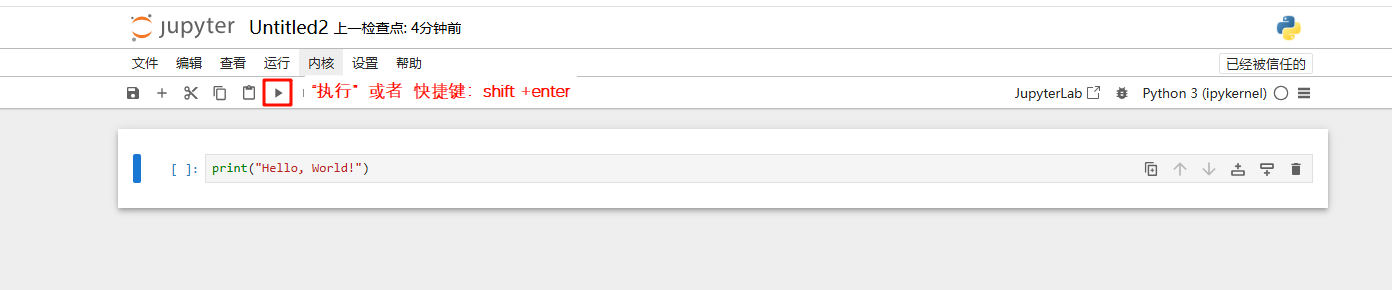 jupyter Untitled2 上一检查点: 4分钟前
文件 编辑 查看 运行 内核 设置 帮助 已经被信任的
“执行”或者 快捷键：shift +enter JupyterLab Python 3 (ipykernel)
[ ]: print("Hello, World!")